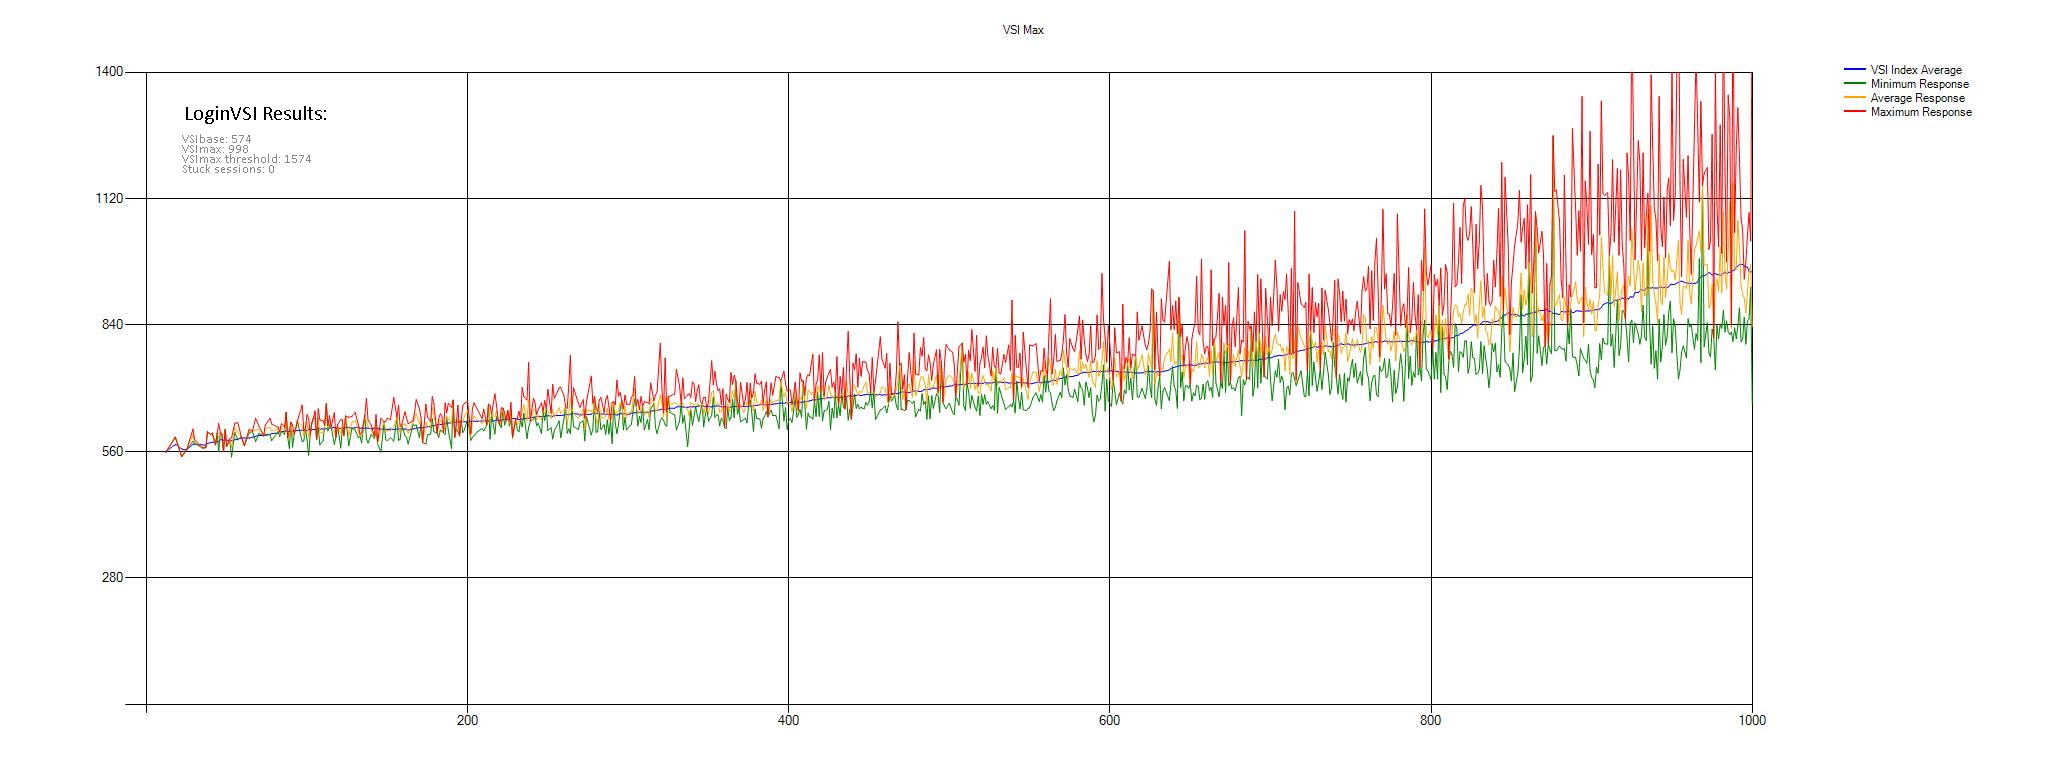 VSI Max
1400
1120
840
560
280
LoginVSI Results:
VSIbase: 574
VSImax: 998
VSImax threshold: 1574
Stuck sessions: 0
VSI Index Average
Minimum Response
Average Response
Maximum Response
200
400
600
800
1000